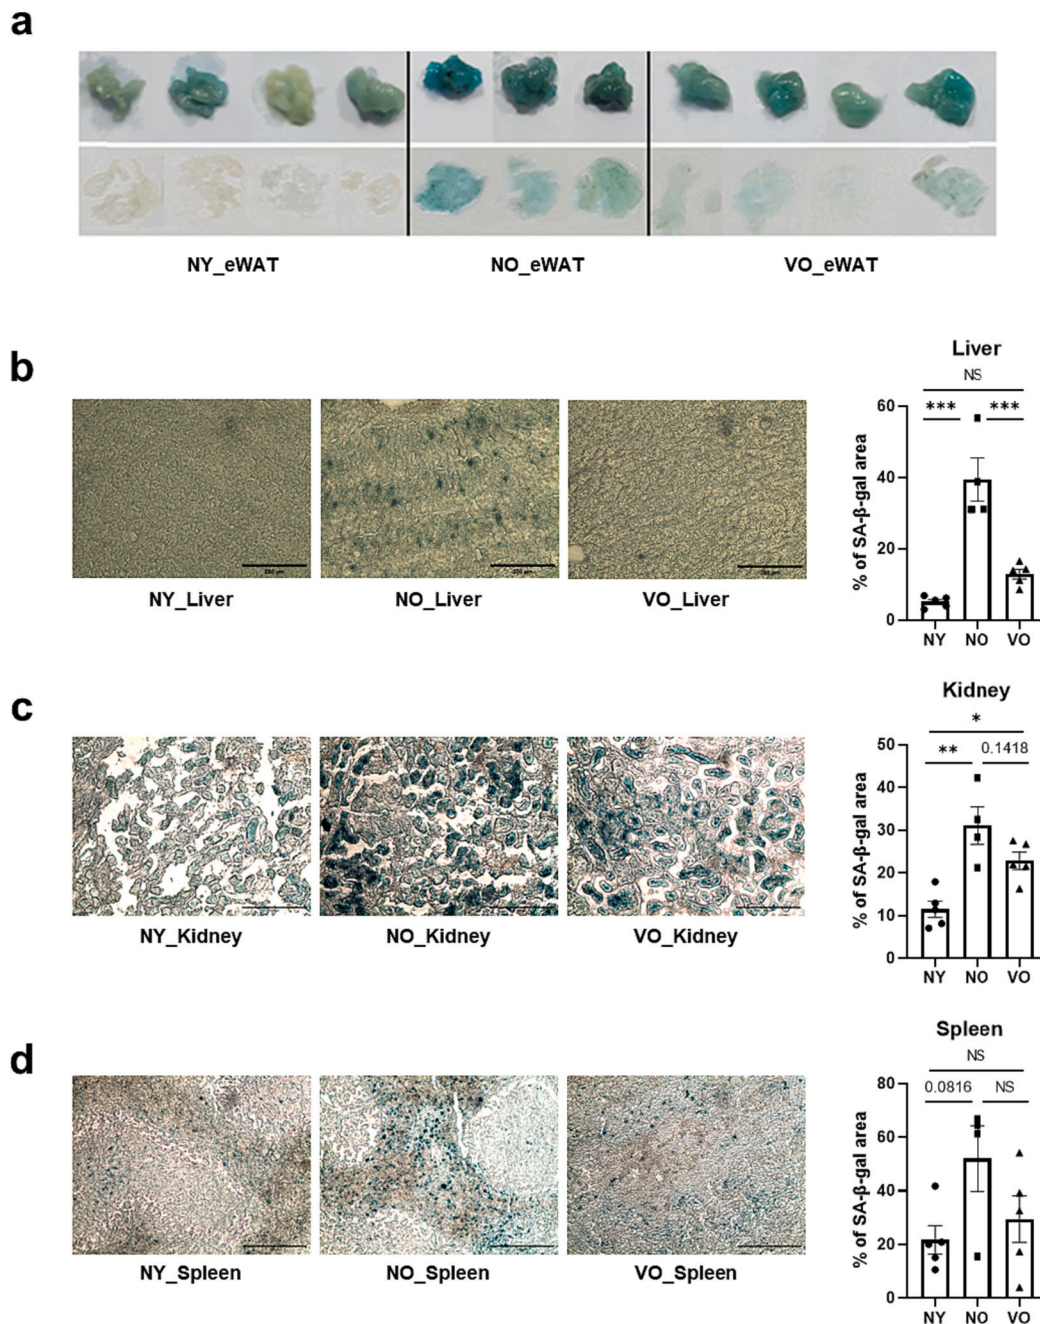 a
NY_eWAT NO_eWAT VO_eWAT
b
Liver
NS
*** ***
% of SA-β-gal area
60
40
20
0
NY NO VO
NY_Liver NO_Liver VO_Liver
c
Kidney
*
** 0.1418
% of SA-β-gal area
50
40
30
20
10
0
NY NO VO
NY_Kidney NO_Kidney VO_Kidney
d
Spleen
NS
0.0816 NS
% of SA-β-gal area
80
60
40
20
0
NY NO VO
NY_Spleen NO_Spleen VO_Spleen